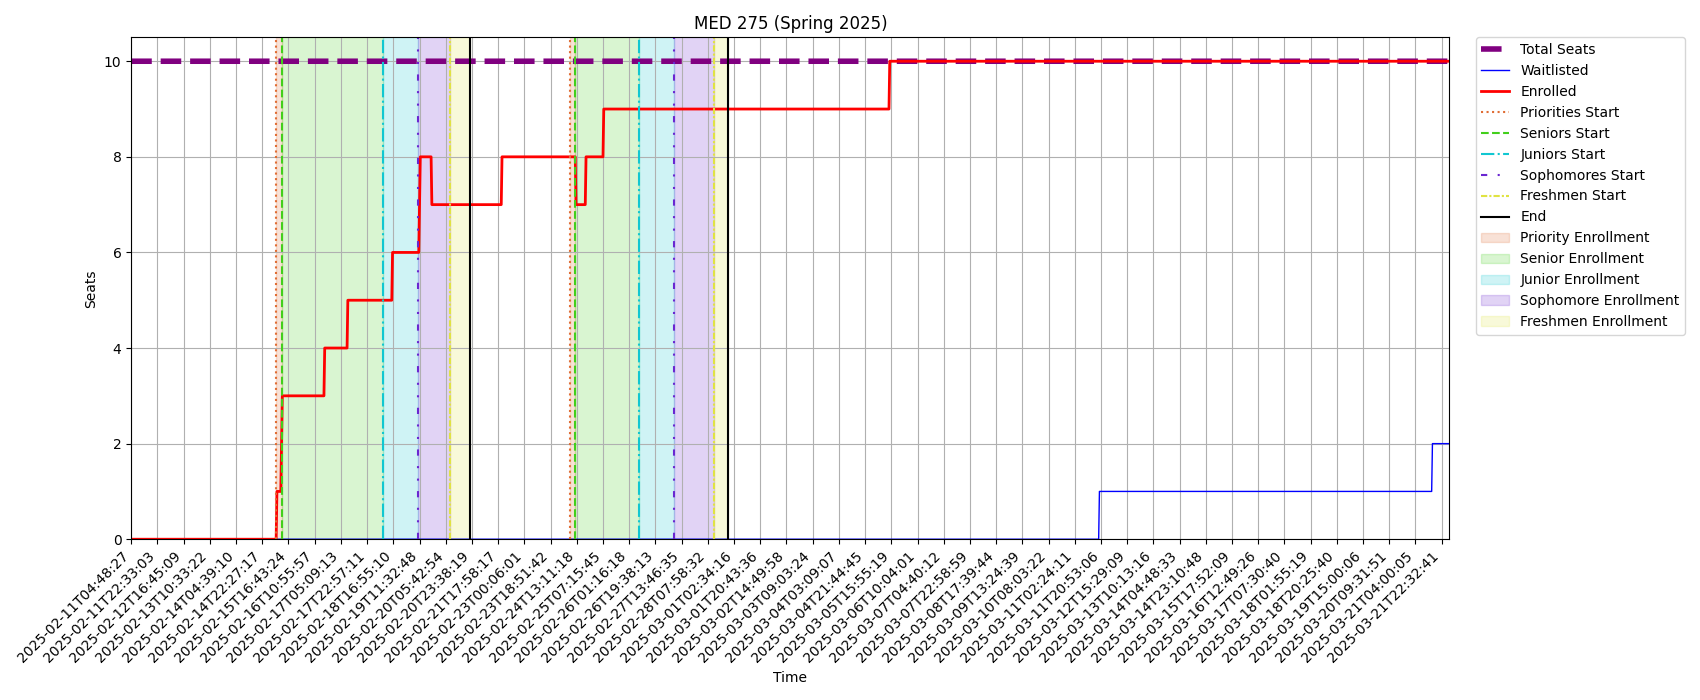 MED 275 (Spring 2025)
Seats
10
8
6
4
2
0
2025-02-11T04:48:27
2025-02-11T22:33:03
2025-02-12T16:45:09
2025-02-13T10:33:22
2025-02-14T04:39:10
2025-02-14T22:27:17
2025-02-15T16:43:24
2025-02-16T10:55:57
2025-02-17T05:09:13
2025-02-17T22:57:11
2025-02-18T16:55:10
2025-02-19T11:32:48
2025-02-20T05:42:54
2025-02-20T23:38:19
2025-02-21T17:58:17
2025-02-23T00:06:01
2025-02-23T18:51:42
2025-02-24T13:11:18
2025-02-25T07:15:45
2025-02-26T01:16:18
2025-02-26T19:38:13
2025-02-27T13:46:35
2025-02-28T07:58:32
2025-03-01T02:34:16
2025-03-01T20:43:36
2025-03-02T14:49:58
2025-03-03T09:03:24
2025-03-04T03:09:07
2025-03-04T21:44:45
2025-03-05T15:55:19
2025-03-06T10:04:01
2025-03-07T04:40:12
2025-03-07T22:58:59
2025-03-08T17:39:44
2025-03-09T13:24:39
2025-03-10T08:03:22
2025-03-11T02:24:11
2025-03-11T20:53:06
2025-03-12T15:29:09
2025-03-13T10:13:16
2025-03-14T04:48:33
2025-03-14T23:10:48
2025-03-15T17:52:09
2025-03-16T12:49:26
2025-03-17T07:30:40
2025-03-18T01:55:19
2025-03-18T20:25:40
2025-03-19T15:00:06
2025-03-20T09:31:51
2025-03-21T04:00:05
2025-03-21T22:32:41
Time
Total Seats
Waitlisted
Enrolled
Priorities Start
Seniors Start
Juniors Start
Sophomores Start
Freshmen Start
End
Priority Enrollment
Senior Enrollment
Junior Enrollment
Sophomore Enrollment
Freshmen Enrollment